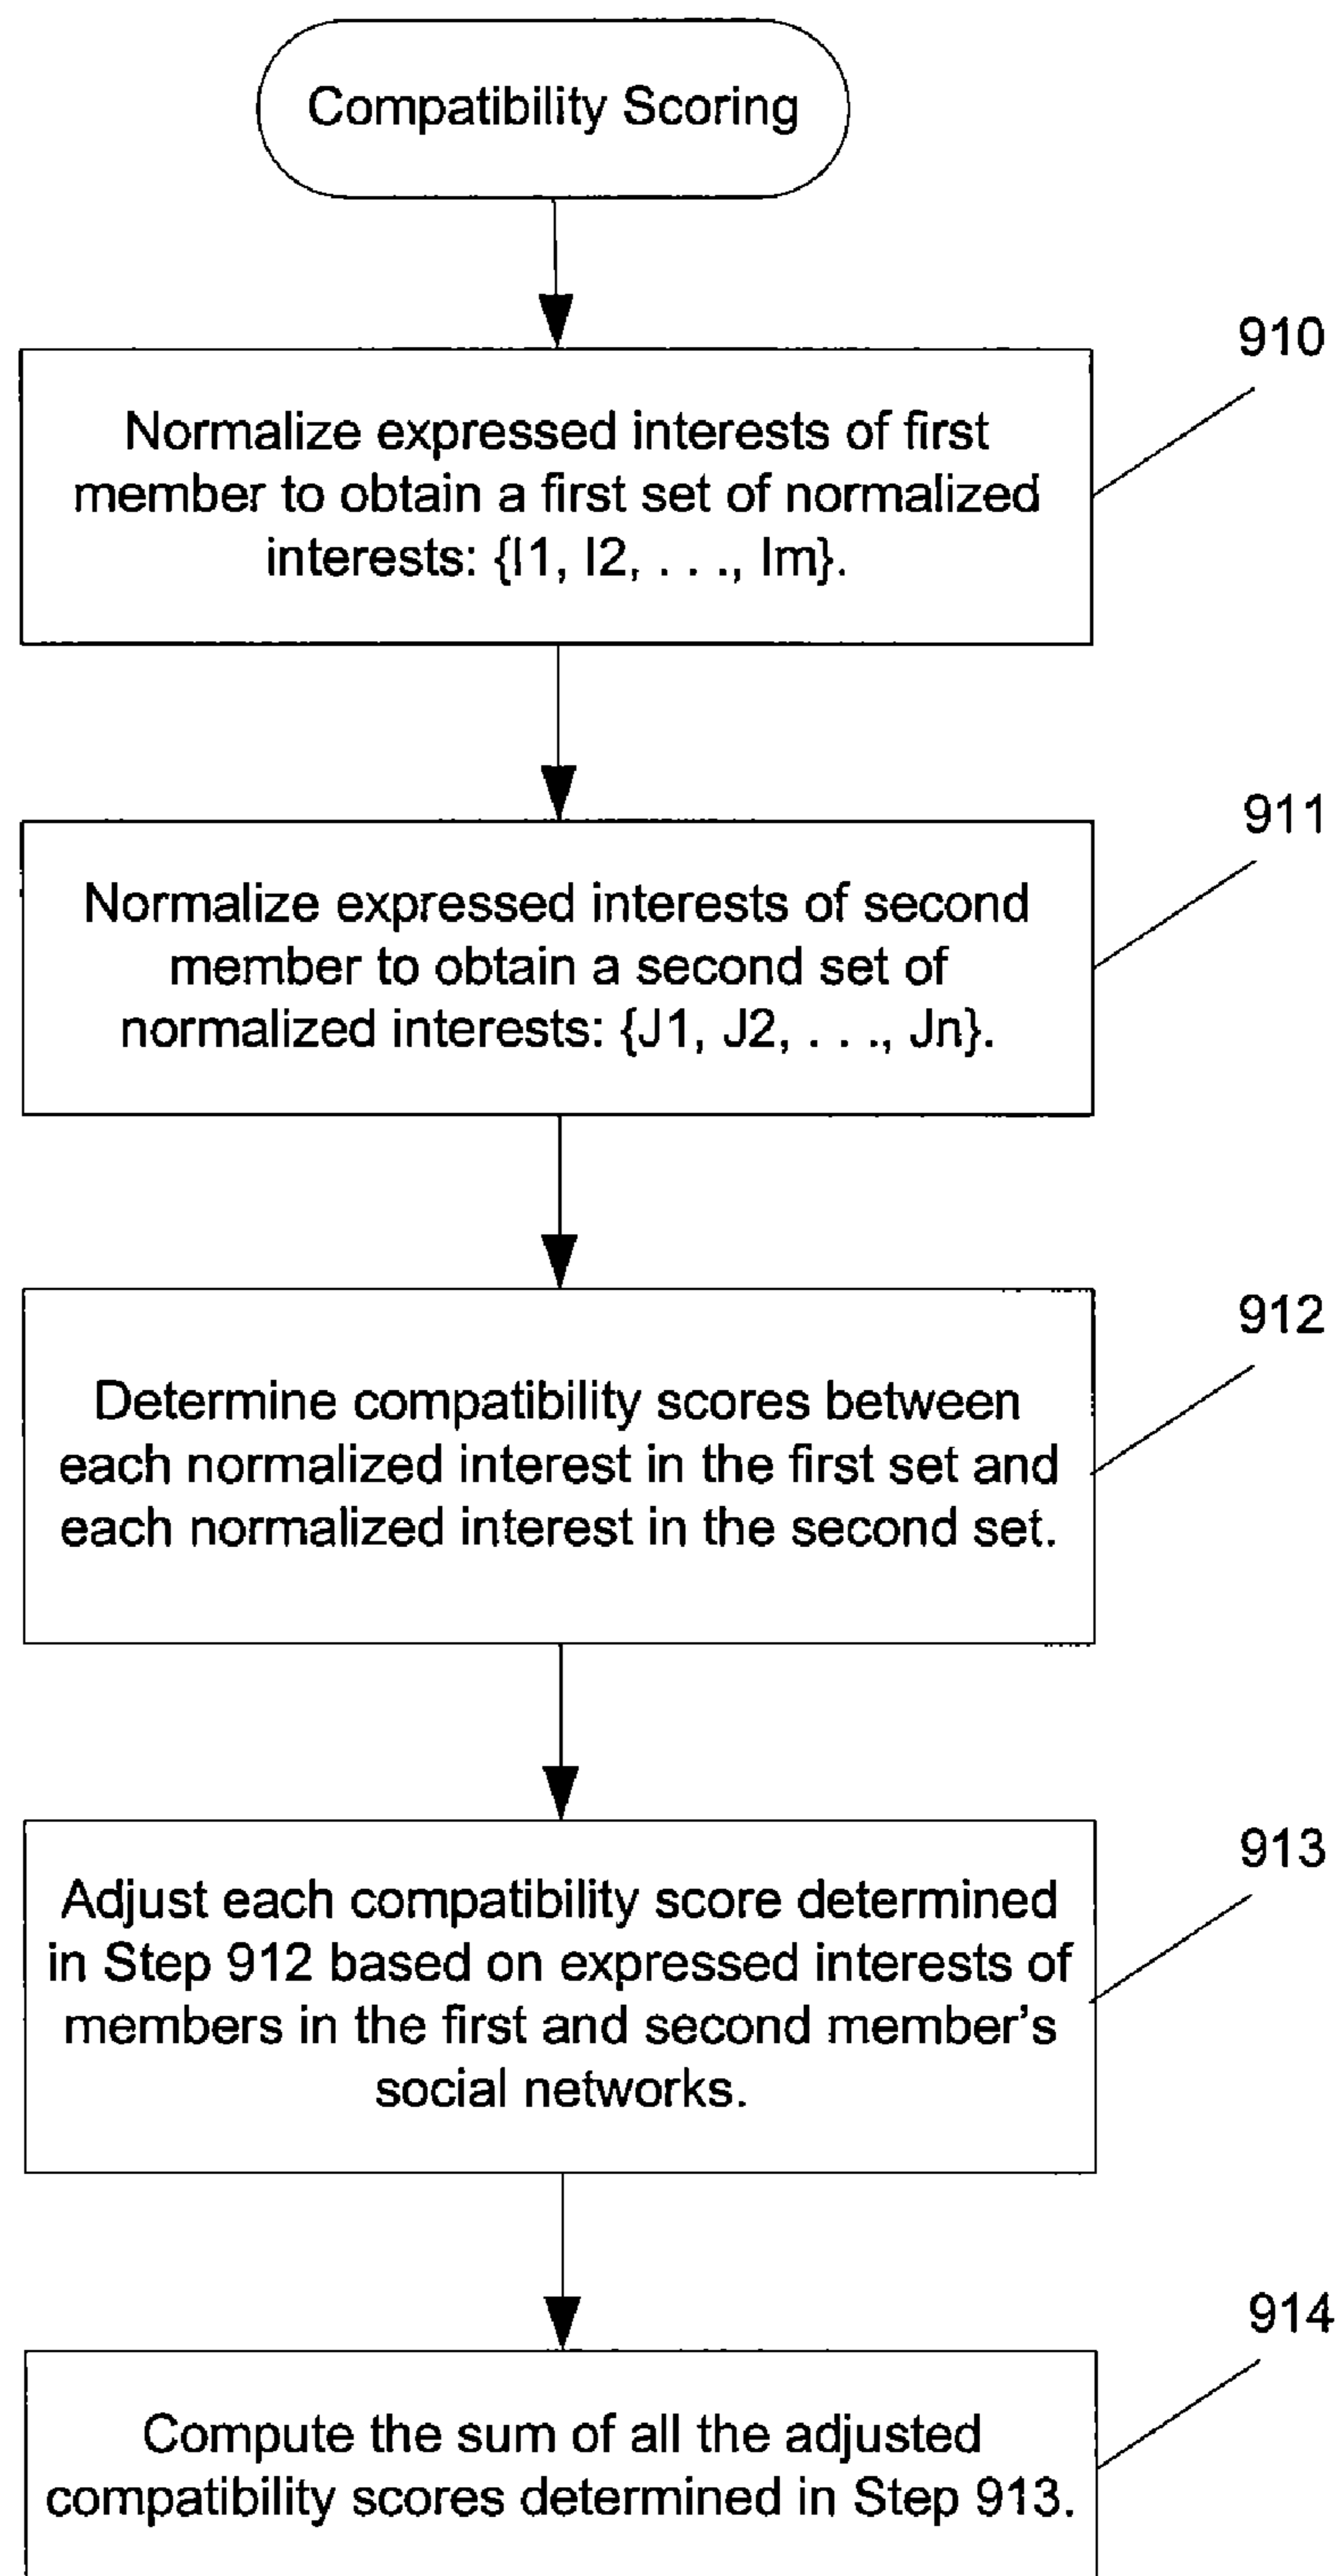 Compatibility Scoring
910
Normalize expressed interests of first
member to obtain a first set of normalized
interests: {I1, I2, . . ., Im}.
911
Normalize expressed interests of second
member to obtain a second set of
normalized interests: {J1, J2, . . ., Jn}.
912
Determine compatibility scores between
each normalized interest in the first set and
each normalized interest in the second set.
913
Adjust each compatibility score determined
in Step 912 based on expressed interests of
members in the first and second member's
social networks.
914
Compute the sum of all the adjusted
compatibility scores determined in Step 913.